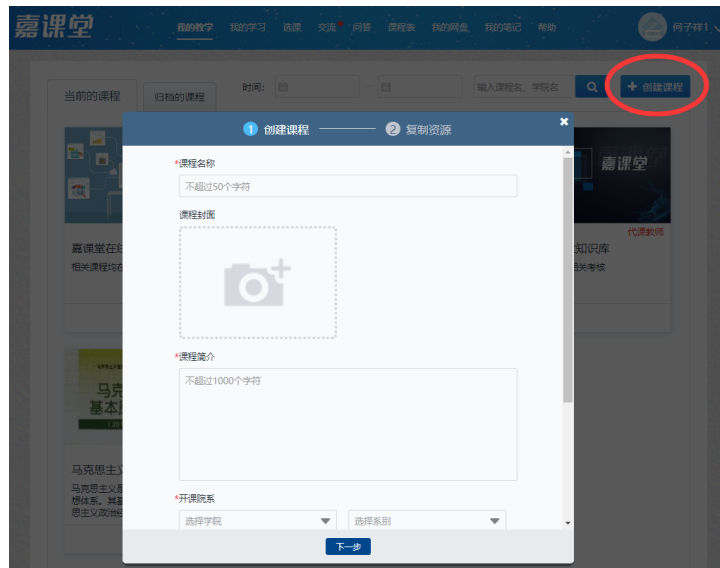 嘉课堂
我的教学 我的学习 选课 交流 问答 课程表 我的网盘 我的笔记 帮助
何子祥1
当前的课程 归档的课程 时间: - 输入课程名、学院名 + 创建课程
1 创建课程 2 复制资源
*课程名称
不超过50个字符
课程封面
*课程简介
不超过1000个字符
*开课院系
选择学院 选择系别
下一步
嘉课堂
代课教师
知识库
相关考核
嘉课堂在
相关课程均在
马克
基本
马克思主义
马克思主义是
想体系。其基
思主义政治经